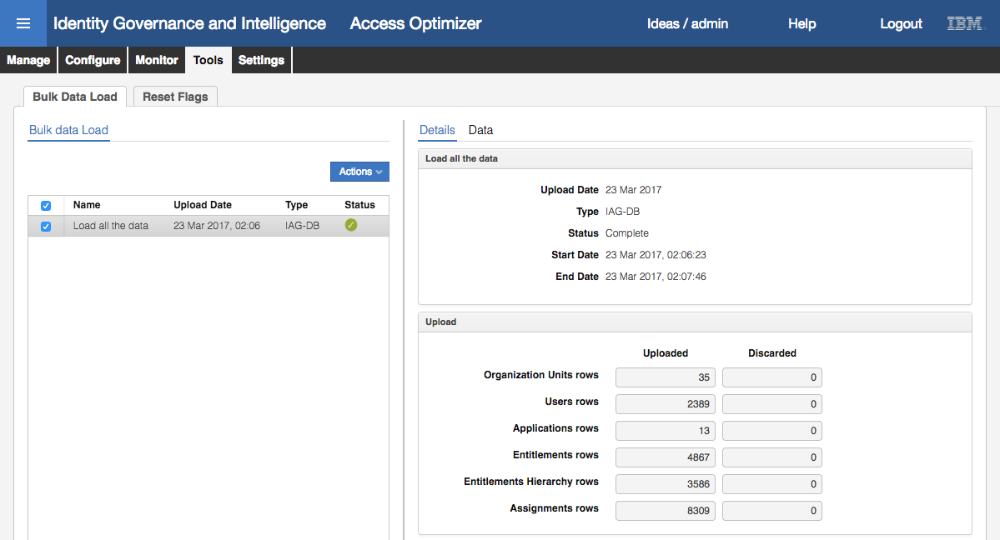 Identity Governance and Intelligence Access Optimizer Ideas / admin Help Logout IBM
Manage Configure Monitor Tools Settings
Bulk Data Load Reset Flags
Bulk data Load
Actions
Name Upload Date Type Status
Load all the data 23 Mar 2017, 02:06 IAG-DB
Details Data
Load all the data
Upload Date 23 Mar 2017
Type IAG-DB
Status Complete
Start Date 23 Mar 2017, 02:06:23
End Date 23 Mar 2017, 02:07:46
Upload
Uploaded Discarded
Organization Units rows 35 0
Users rows 2389 0
Applications rows 13 0
Entitlements rows 4867 0
Entitlements Hierarchy rows 3586 0
Assignments rows 8309 0